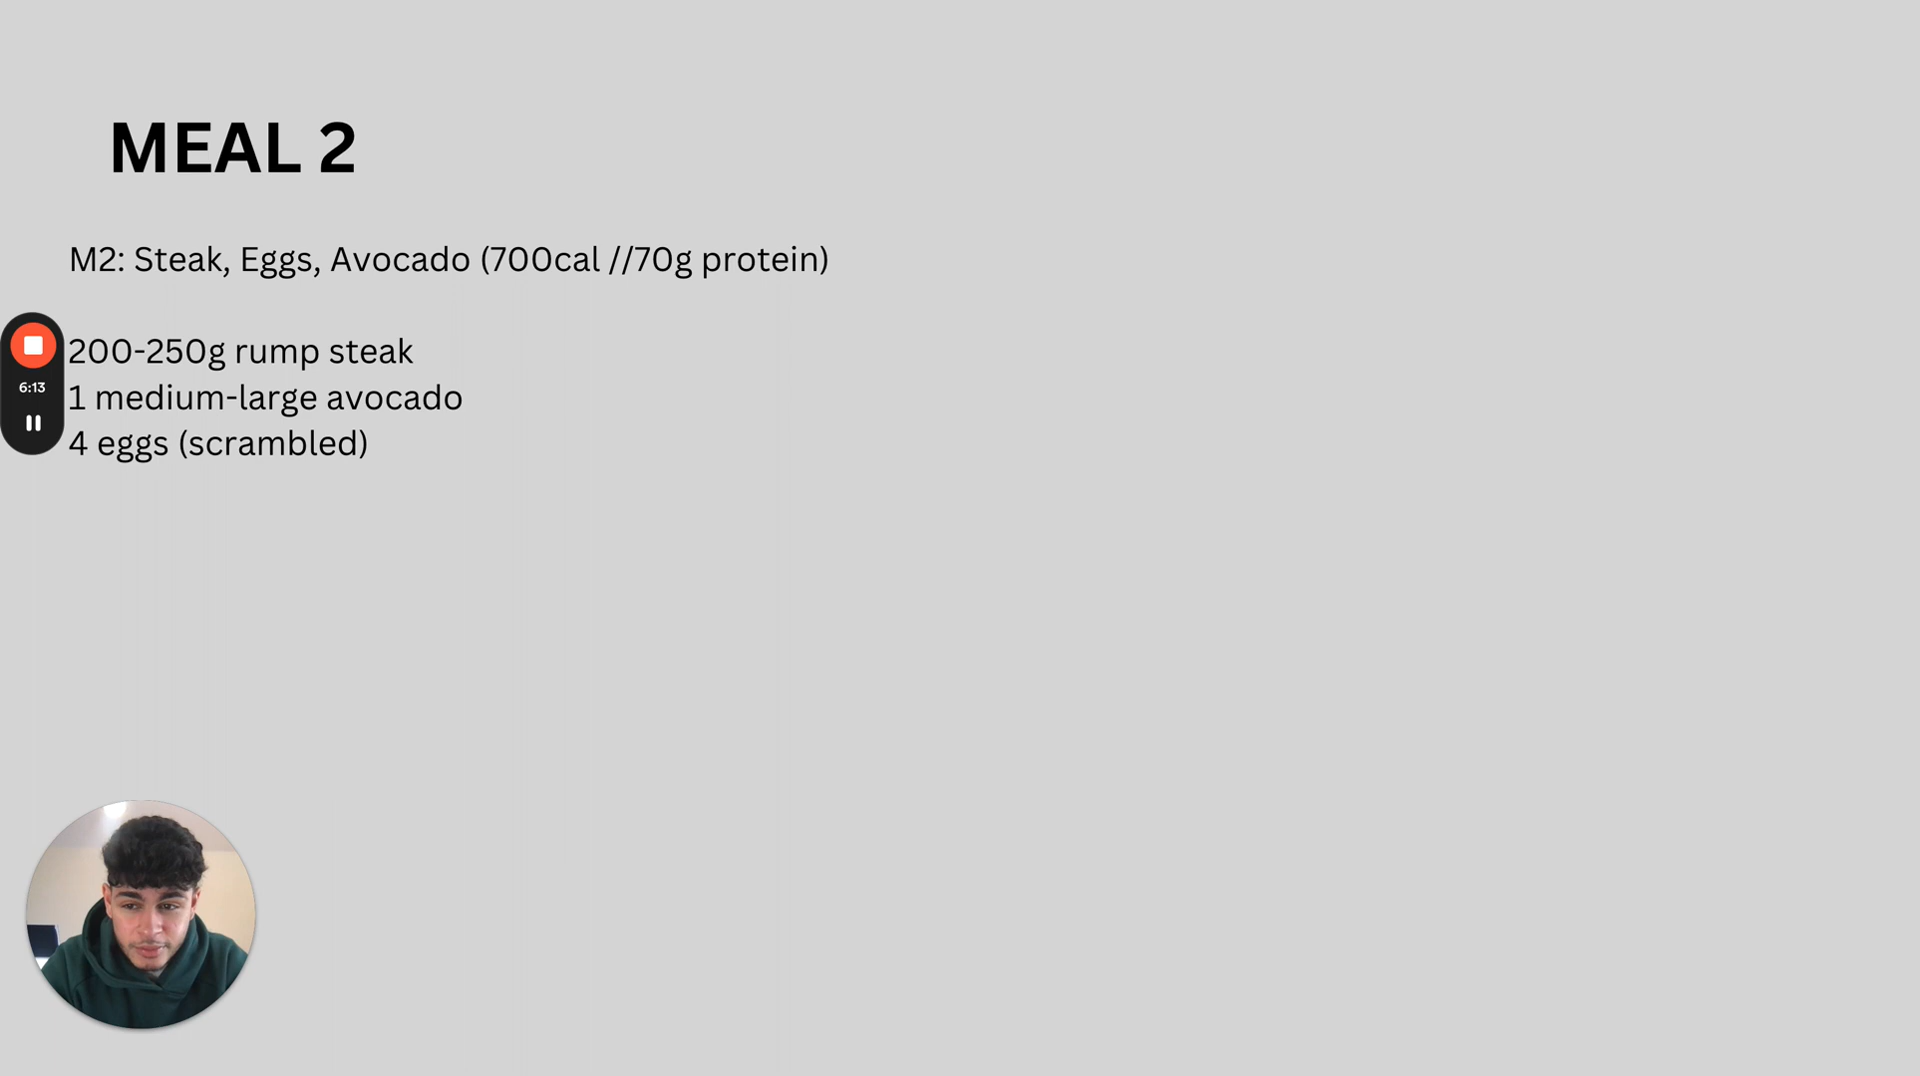 MEAL 2
M2: Steak, Eggs, Avocado (700cal //70g protein)
200-250g rump steak
1 medium-large avocado
4 eggs (scrambled)
6:13